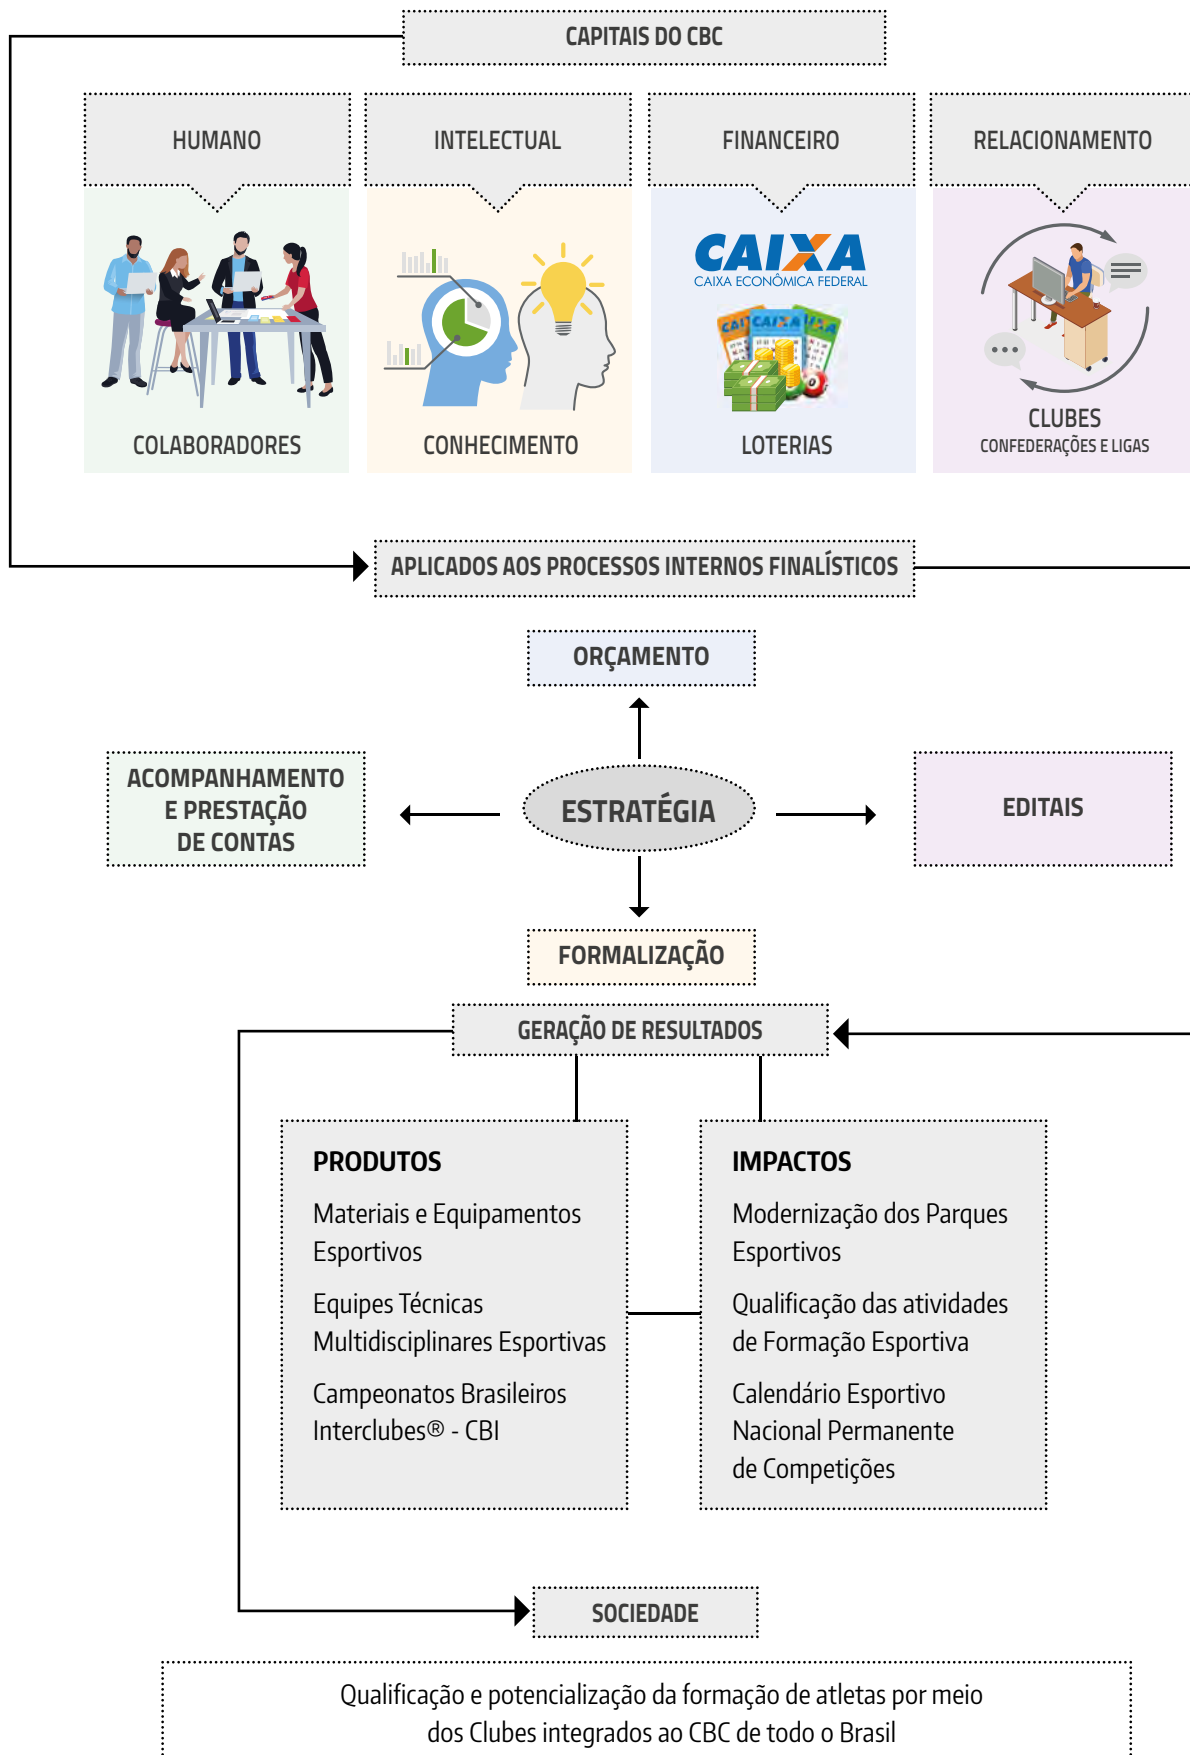 CAPITAIS DO CBC
HUMANO
INTELECTUAL
FINANCEIRO
RELACIONAMENTO
CAIXA
CAIXA ECONÔMICA FEDERAL
CAIXA
COLABORADORES
CONHECIMENTO
LOTERIAS
CLUBES
CONFEDERAÇÕES E LIGAS
APLICADOS AOS PROCESSOS INTERNOS FINALÍSTICOS
ORÇAMENTO
ACOMPANHAMENTO
E PRESTAÇÃO
DE CONTAS
ESTRATÉGIA
EDITAIS
FORMALIZAÇÃO
GERAÇÃO DE RESULTADOS
PRODUTOS
Materiais e Equipamentos
Esportivos
Equipes Técnicas
Multidisciplinares Esportivas
Campeonatos Brasileiros
Interclubes® - CBI
IMPACTOS
Modernização dos Parques
Esportivos
Qualificação das atividades
de Formação Esportiva
Calendário Esportivo
Nacional Permanente
de Competições
SOCIEDADE
Qualificação e potencialização da formação de atletas por meio
dos Clubes integrados ao CBC de todo o Brasil